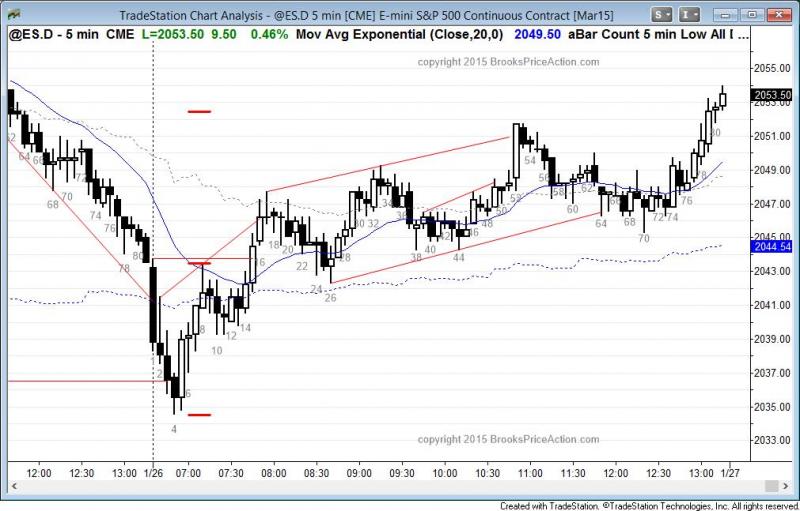 TradeStation Chart Analysis - @ES.D 5 min [CME] E-mini S&P 500 Continuous Contract [Mar15]
S I
@ES.D - 5 min CME L=2053.50 9.50 0.46% Mov Avg Exponential (Close,20,0) 2049.50 aBar Count 5 min Low All
copyright 2015 BrooksPriceAction.com
2055.00
2053.50
2053.00
2051.00
2049.00
2047.00
2045.00
2044.54
2043.00
2041.00
2039.00
2037.00
2035.00
2033.00
64 66
68 70
74 76
78 80
2 4 6 8 10 12 14 16 18 20 22 24 26 28 30 32 34 36 38 40 42 44 46 48 50 52 54 56 58 60 62 64 66 68 70 72 74 76 78 80
copyright 2015 BrooksPriceAction.com
12:00 12:30 13:00 1/26 07:00 07:30 08:00 08:30 09:00 09:30 10:00 10:30 11:00 11:30 12:00 12:30 13:00 1/27
Created with TradeStation. ©TradeStation Technologies, Inc. All rights reserved.